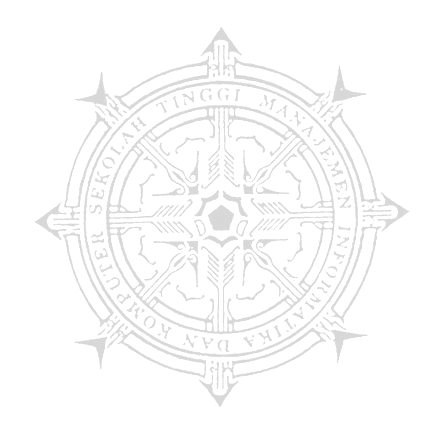 SEKOLAH TINGGI MANAJEMEN INFORMATIKA DAN KOMPUTER